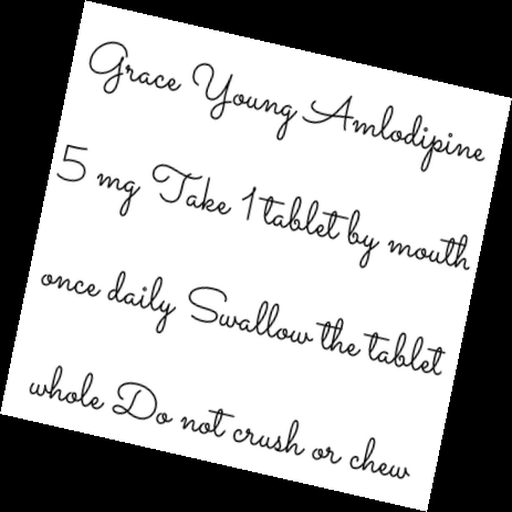 Grace Young Amlodipine
5 mg Take 1 tablet by mouth
once daily Swallow the tablet
whole Do not crush or chew